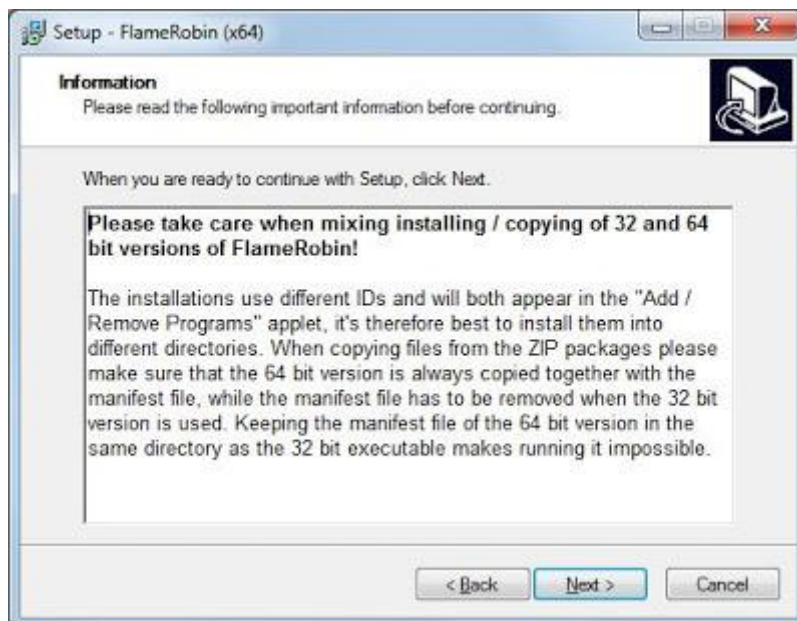 Setup - FlameRobin (x64)
Information
Please read the following important information before continuing.
When you are ready to continue with Setup, click Next.
Please take care when mixing installing / copying of 32 and 64
bit versions of FlameRobin!
The installations use different IDs and will both appear in the "Add /
Remove Programs" applet, it's therefore best to install them into
different directories. When copying files from the ZIP packages please
make sure that the 64 bit version is always copied together with the
manifest file, while the manifest file has to be removed when the 32 bit
version is used. Keeping the manifest file of the 64 bit version in the
same directory as the 32 bit executable makes running it impossible.
< Back
Next >
Cancel